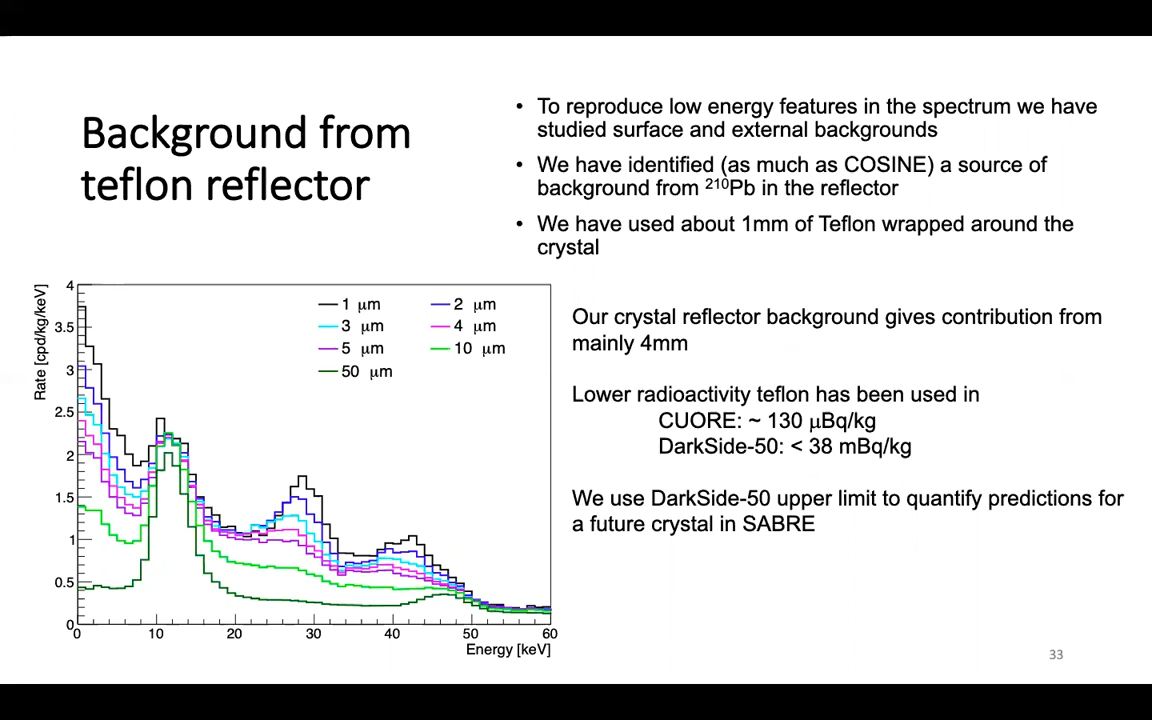 Background from
teflon reflector
• To reproduce low energy features in the spectrum we have
studied surface and external backgrounds
• We have identified (as much as COSINE) a source of
background from ²¹⁰Pb in the reflector
• We have used about 1mm of Teflon wrapped around the
crystal
Rate [cpd/kg/keV]
4
3.5
3
2.5
2
1.5
1
0.5
0
1 μm
2 μm
3 μm
4 μm
5 μm
10 μm
50 μm
0 10 20 30 40 50 60
Energy [keV]
Our crystal reflector background gives contribution from
mainly 4mm
Lower radioactivity teflon has been used in
CUORE: ~ 130 μBq/kg
DarkSide-50: < 38 mBq/kg
We use DarkSide-50 upper limit to quantify predictions for
a future crystal in SABRE
33